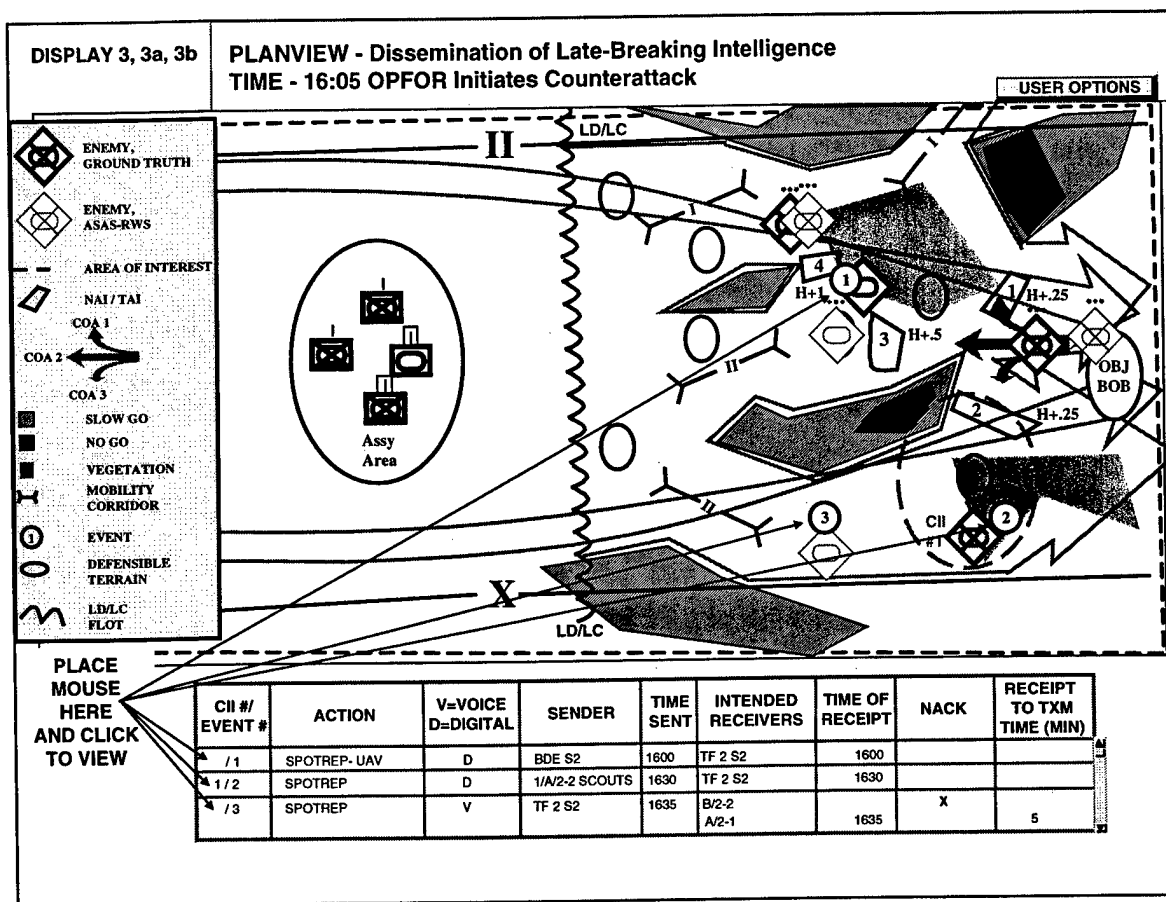 DISPLAY 3, 3a, 3b
PLANVIEW - Dissemination of Late-Breaking Intelligence
TIME - 16:05 OPFOR Initiates Counterattack
USER OPTIONS
ENEMY,
GROUND TRUTH
ENEMY,
ASAS-RWS
AREA OF INTEREST
NAI / TAI
COA 1
COA 2
COA 3
SLOW GO
NO GO
VEGETATION
MOBILITY
CORRIDOR
1
EVENT
DEFENSIBLE
TERRAIN
LD/LC
FLOT
II
LD/LC
I
I
4
1
H+1
3
H+.5
1
H+.25
OBJ
BOB
2
H+.25
I
I
Assy
Area
II
II
3
CII
#1
2
X
LD/LC
PLACE
MOUSE
HERE
AND CLICK
TO VIEW
CII #/
EVENT #
ACTION
V=VOICE
D=DIGITAL
SENDER
TIME
SENT
INTENDED
RECEIVERS
TIME OF
RECEIPT
NACK
RECEIPT
TO TXM
TIME (MIN)
/ 1 SPOTREP- UAV D BDE S2 1600 TF 2 S2 1600
1 / 2 SPOTREP D 1/A/2-2 SCOUTS 1630 TF 2 S2 1630
/ 3 SPOTREP V TF 2 S2 1635 B/2-2 X
A/2-1 1635 5